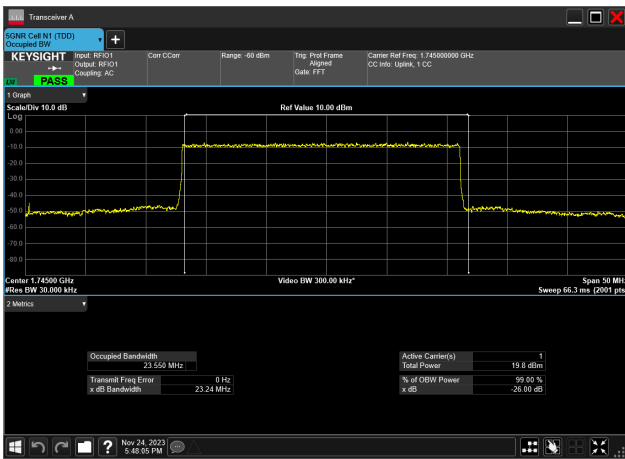 Transceiver A
5GNR Cell N1 (TDD)
Occupied BW
KEYSIGHT
PASS
Input: RFIO1
Output: RFIO1
Coupling: AC
Corr CCorr
Range: -60 dBm
Trig: Prot Frame
Aligned
Gate: FFT
Carrier Ref Freq: 1.745000000 GHz
CC Info: Uplink, 1 CC
1 Graph
Scale/Div 10.0 dB
Ref Value 10.00 dBm
Log
0.00
-10.0
-20.0
-30.0
-40.0
-50.0
-60.0
-70.0
-80.0
Center 1.74500 GHz
Video BW 300.00 kHz*
Span 50 MHz
#Res BW 30.000 kHz
Sweep 66.3 ms (2001 pts
2 Metrics
Occupied Bandwidth
23.550 MHz
Transmit Freq Error 0 Hz
x dB Bandwidth 23.24 MHz
Active Carrier(s) 1
Total Power 19.8 dBm
% of OBW Power 99.00 %
x dB -26.00 dB
Nov 24, 2023
5:48:05 PM